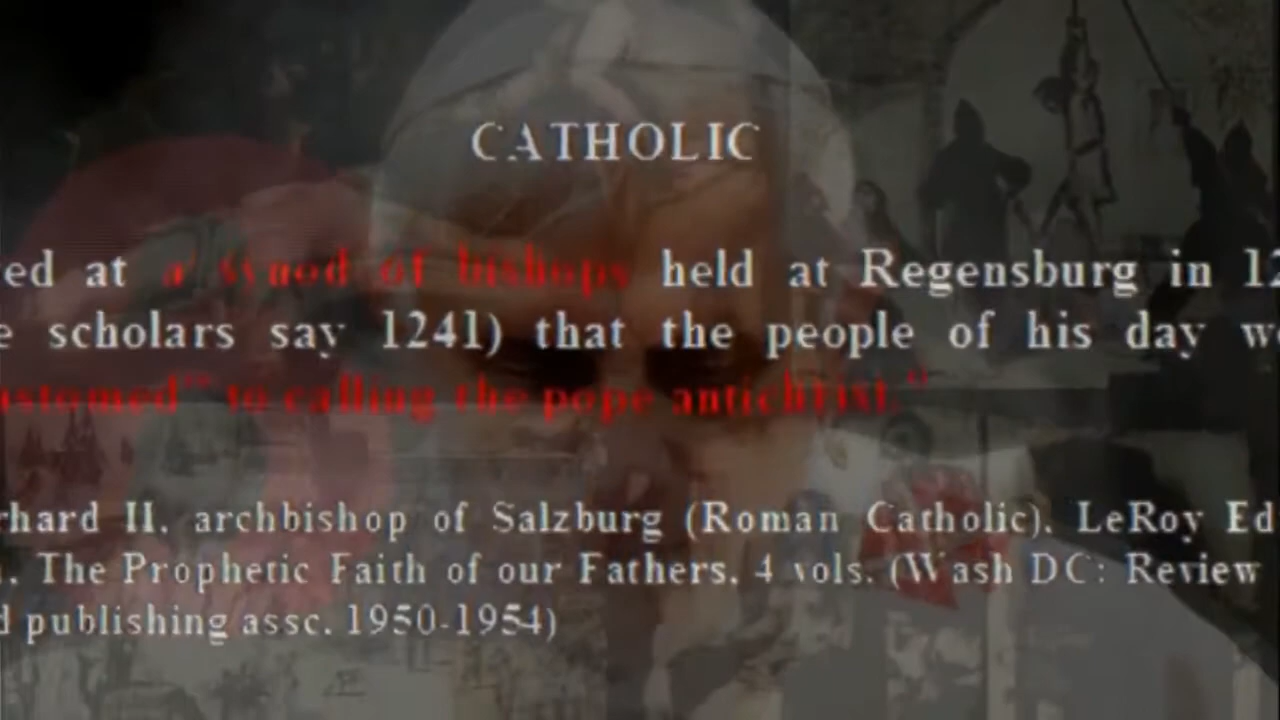 CATHOLIC
ed at a synod of bishops held at Regensburg in 12
e scholars say 1241) that the people of his day we
ustomed" to calling the pope antichrist."
rhard II, archbishop of Salzburg (Roman Catholic). LeRoy Ed
. The Prophetic Faith of our Fathers, 4 vols. (Wash DC: Review
d publishing assc. 1950-1954)